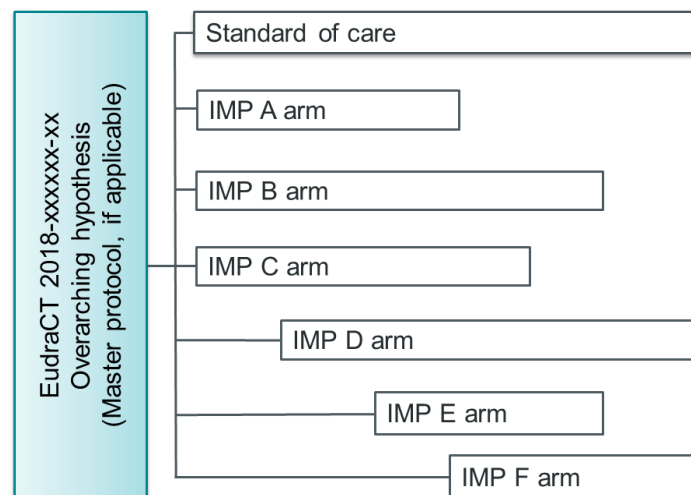 EudraCT 2018-xxxxxx-xx
Overarching hypothesis
(Master protocol, if applicable)
Standard of care
IMP A arm
IMP B arm
IMP C arm
IMP D arm
IMP E arm
IMP F arm